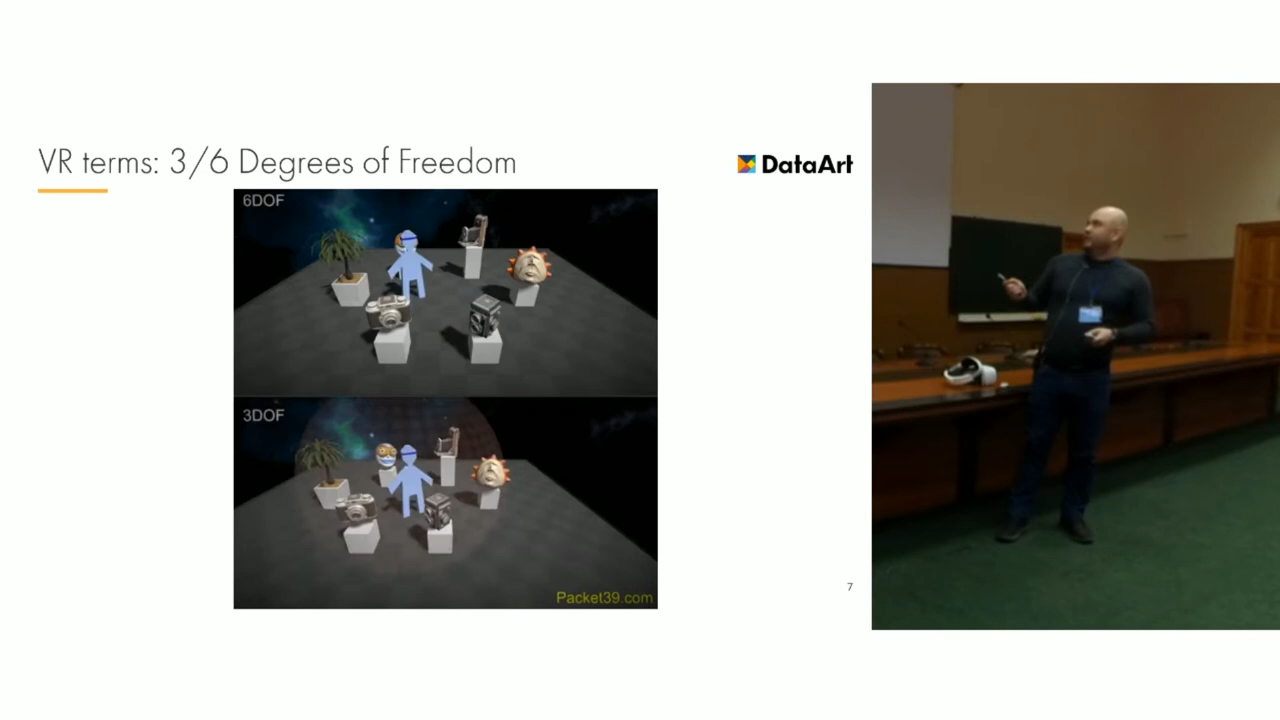 VR terms: 3/6 Degrees of Freedom
DataArt
6DOF
3DOF
Packet39.com
7